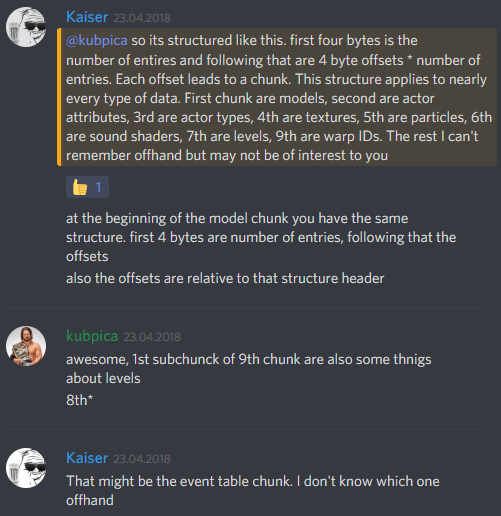 Kaiser 23.04.2018
@kubpica so its structured like this. first four bytes is the
number of entires and following that are 4 byte offsets * number of
entries. Each offset leads to a chunk. This structure applies to nearly
every type of data. First chunk are models, second are actor
attributes, 3rd are actor types, 4th are textures, 5th are particles, 6th
are sound shaders, 7th are levels, 9th are warp IDs. The rest I can't
remember offhand but may not be of interest to you
1
at the beginning of the model chunk you have the same
structure. first 4 bytes are number of entries, following that the
offsets
also the offsets are relative to that structure header
kubpica 23.04.2018
awesome, 1st subchunck of 9th chunk are also some thnigs
about levels
8th*
Kaiser 23.04.2018
That might be the event table chunk. I don't know which one
offhand